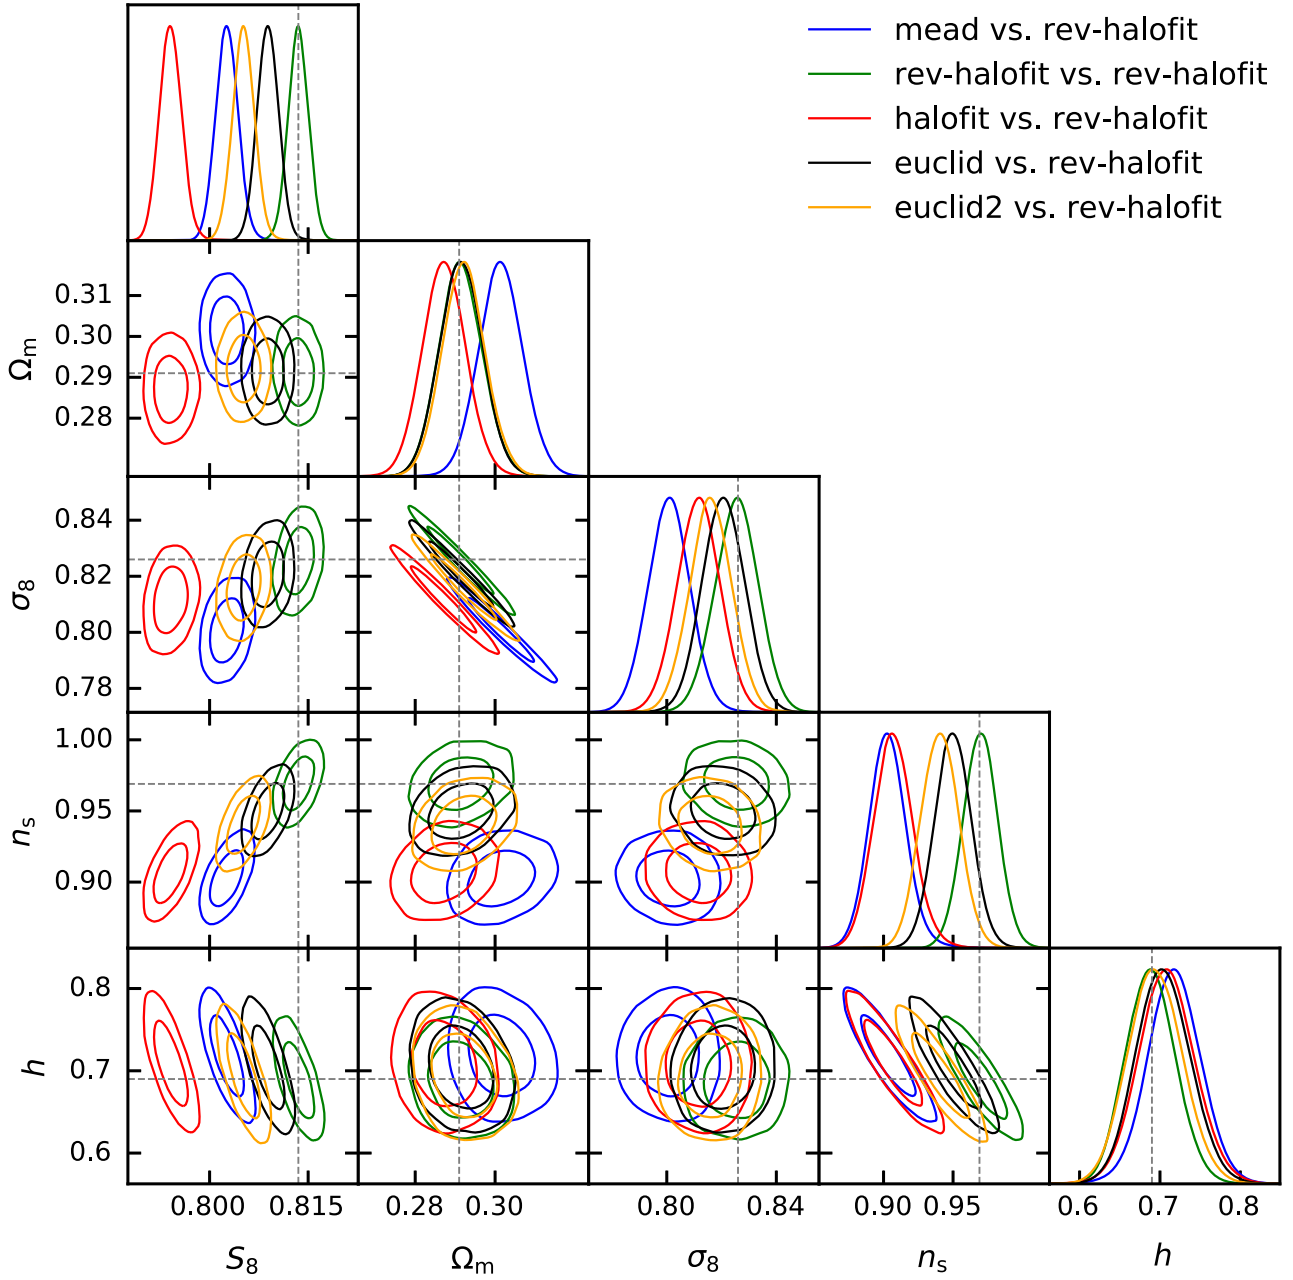 mead vs. rev-halofit
rev-halofit vs. rev-halofit
halofit vs. rev-halofit
euclid vs. rev-halofit
euclid2 vs. rev-halofit
0.31
0.30
0.29
0.28
Ωm
0.84
0.82
0.80
0.78
σ8
1.00
0.95
0.90
ns
0.8
0.7
0.6
h
0.800 0.815 0.28 0.30 0.80 0.84 0.90 0.95 0.6 0.7 0.8
S8 Ωm σ8 ns h